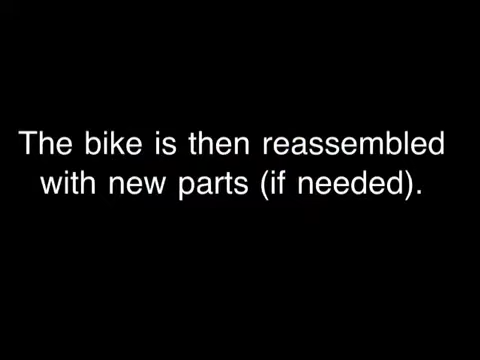 The bike is then reassembled
with new parts (if needed).